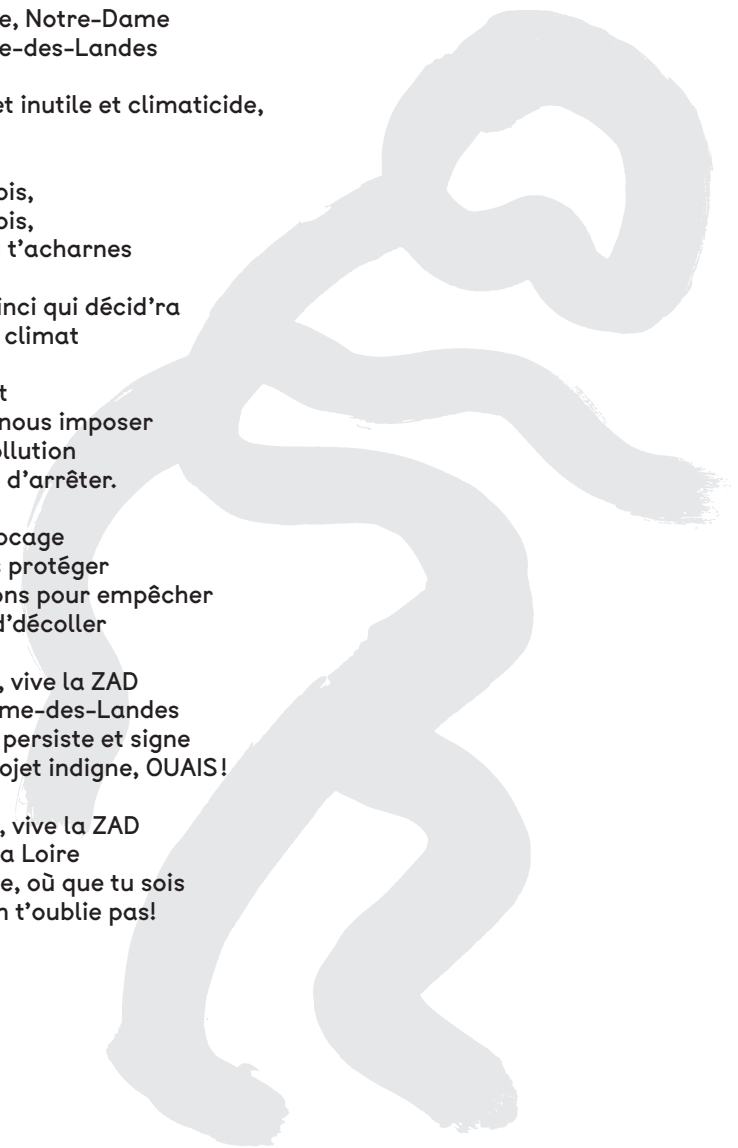 e, Notre-Dame
e-des-Landes
et inutile et climaticide,
ois,
ois,
t'acharnes
inci qui décid'ra
climat
t
nous imposer
ollution
d'arrêter.
ocage
s protéger
ons pour empêcher
d'décoller
, vive la ZAD
me-des-Landes
persiste et signe
ojet indigne, OUAIS!
, vive la ZAD
a Loire
e, où que tu sois
n t'oublie pas!